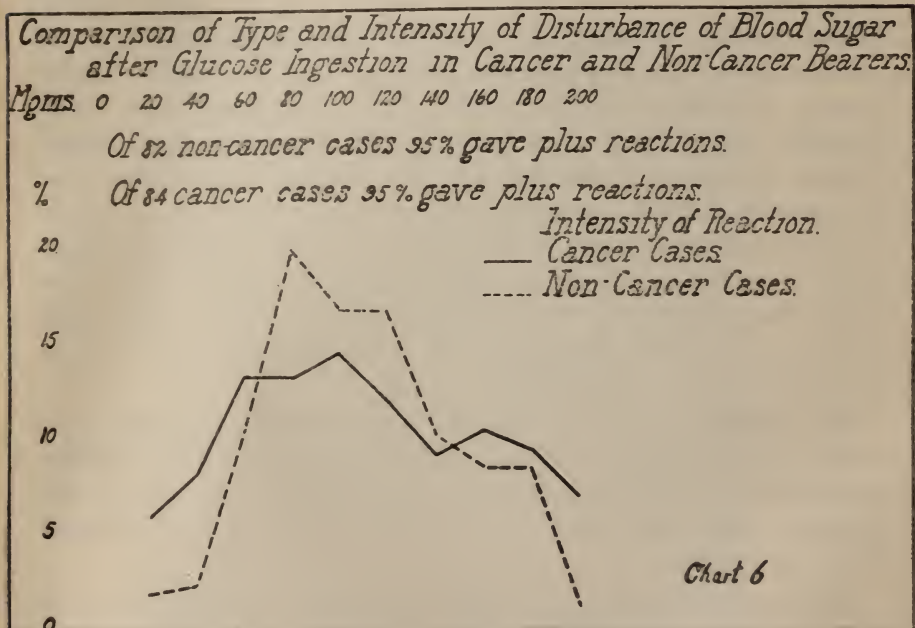 Comparison of Type and Intensity of Disturbance of Blood Sugar
after Glucose Ingestion in Cancer and Non-Cancer Bearers.
Mgms. 0 20 40 60 80 100 120 140 160 180 200
Of 82 non-cancer cases 95% gave plus reactions.
% Of 84 cancer cases 95% gave plus reactions.
Intensity of Reaction.
20 Cancer Cases
Non-Cancer Cases.
15
10
5
Chart 6
0